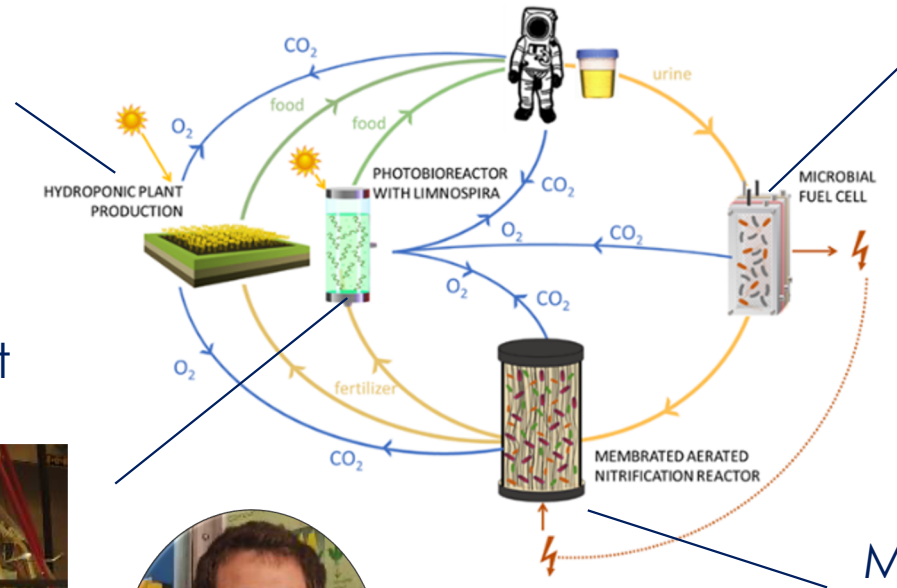 CO₂
urine
food
O₂
food
HYDROPONIC PLANT
PRODUCTION
PHOTOBIOREACTOR
WITH LIMNOSPIRA
MICROBIAL
FUEL CELL
CO₂
O₂
CO₂
O₂
CO₂
t
O₂
fertilizer
CO₂
MEMBRATED AERATED
NITRIFICATION REACTOR
M